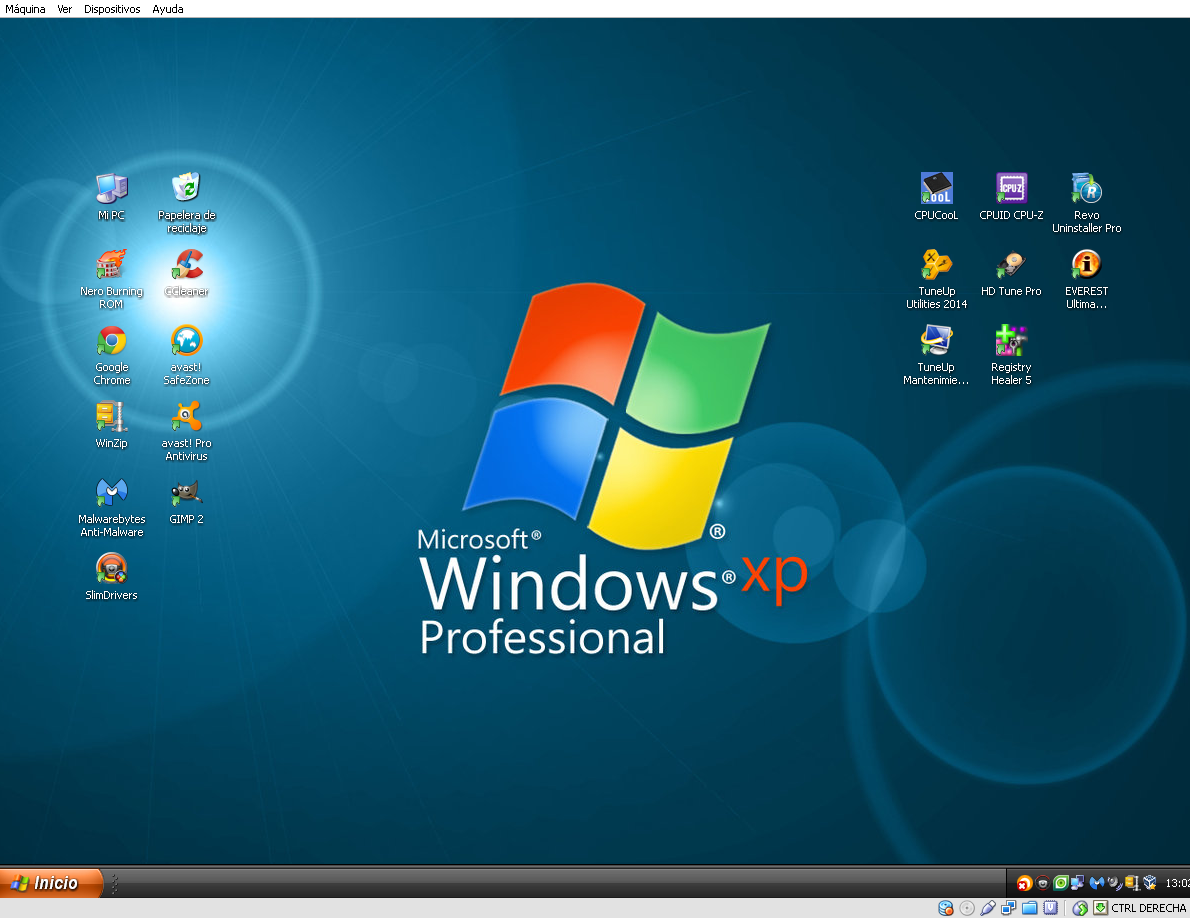 Máquina Ver Dispositivos Ayuda
Mi PC
Papelera de
reciclaje
Nero Burning
ROM
CCleaner
Google
Chrome
avast!
SafeZone
WinZip
avast! Pro
Antivirus
Malwarebytes
Anti-Malware
GIMP 2
SlimDrivers
CooL
CPUCooL
CPU-Z
CPUID CPU-Z
R
Revo
Uninstaller Pro
TuneUp
Utilities 2014
HD Tune Pro
EVEREST
Ultima...
TuneUp
Mantenimie...
Registry
Healer 5
®
Microsoft®
Windows® xp
Professional
Inicio
13:02
CTRL DERECHA